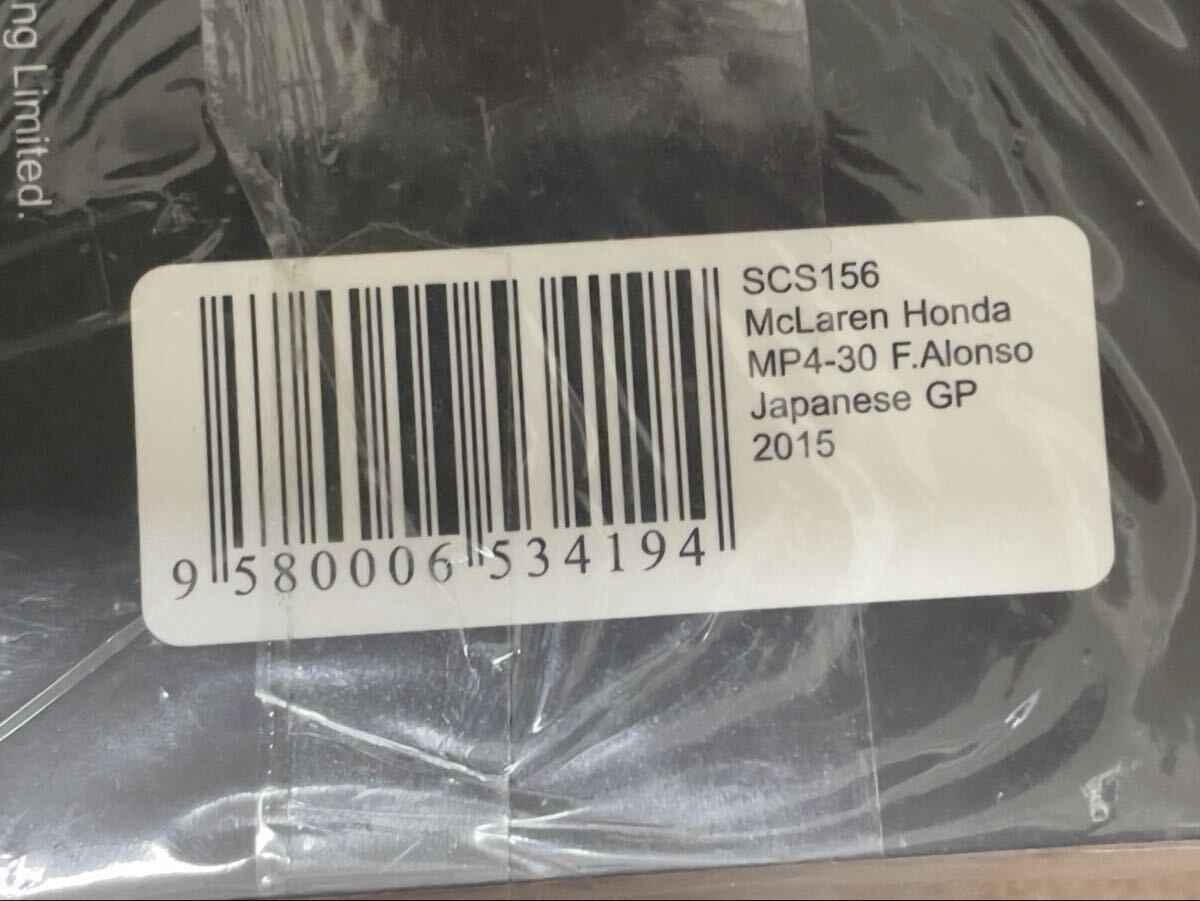 ng Limited.
SCS156
McLaren Honda
MP4-30 F.Alonso
Japanese GP
2015
9 580006 534194